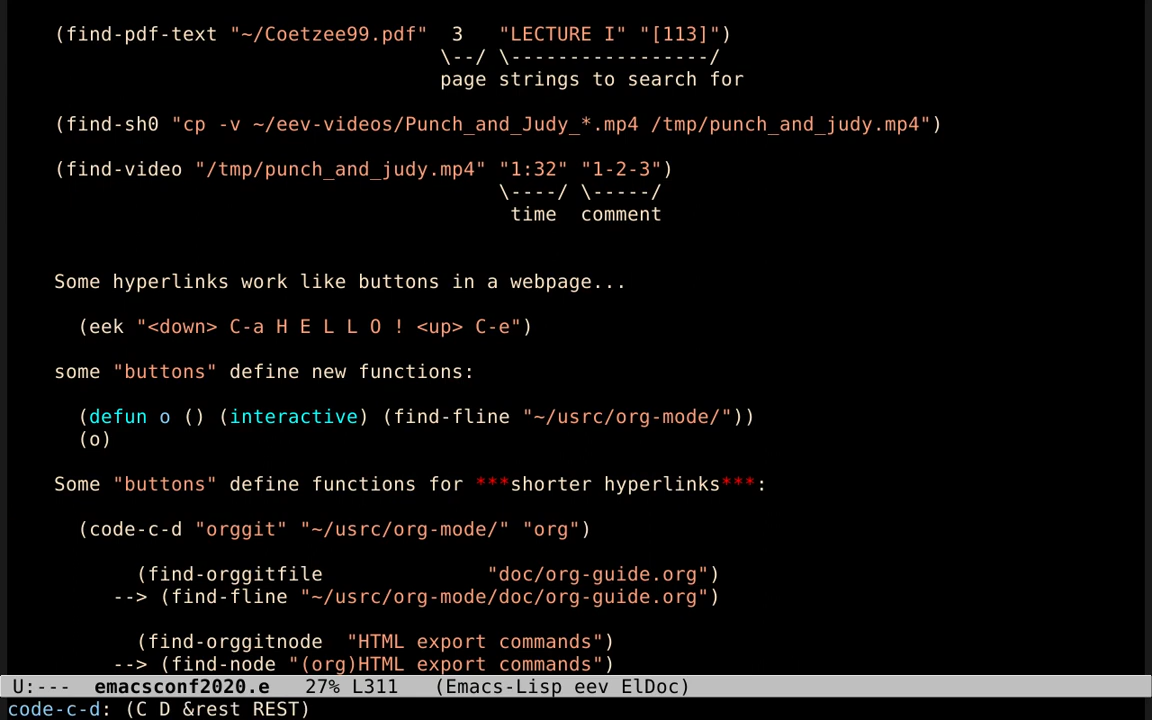 (find-pdf-text "~/Coetzee99.pdf"  3   "LECTURE I" "[113]")
\--/ \-----------------/
page strings to search for
(find-sh0 "cp -v ~/eev-videos/Punch_and_Judy_*.mp4 /tmp/punch_and_judy.mp4")
(find-video "/tmp/punch_and_judy.mp4" "1:32" "1-2-3")
\----/ \-----/
time  comment
Some hyperlinks work like buttons in a webpage...
(eek "<down> C-a H E L L O ! <up> C-e")
some "buttons" define new functions:
(defun o () (interactive) (find-fline "~/usrc/org-mode/"))
(o)
Some "buttons" define functions for ***shorter hyperlinks***:
(code-c-d "orggit" "~/usrc/org-mode/" "org")
(find-orggitfile              "doc/org-guide.org")
--> (find-fline "~/usrc/org-mode/doc/org-guide.org")
(find-orggitnode  "HTML export commands")
--> (find-node "(org)HTML export commands")
U:---  emacsconf2020.e   27% L311   (Emacs-Lisp eev ElDoc)
code-c-d: (C D &rest REST)